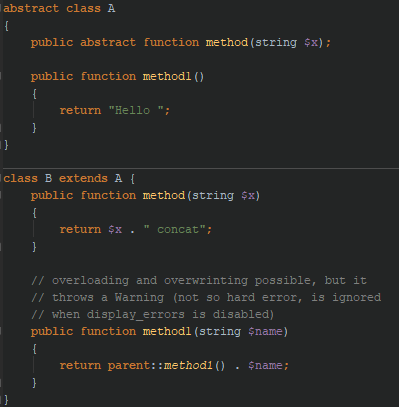 abstract class A
{
public abstract function method(string $x);
public function method1()
{
return "Hello ";
}
}
class B extends A {
public function method(string $x)
{
return $x . " concat";
}
// overloading and overwrinting possible, but it
// throws a Warning (not so hard error, is ignored
// when display_errors is disabled)
public function method1(string $name)
{
return parent::method1() . $name;
}
}